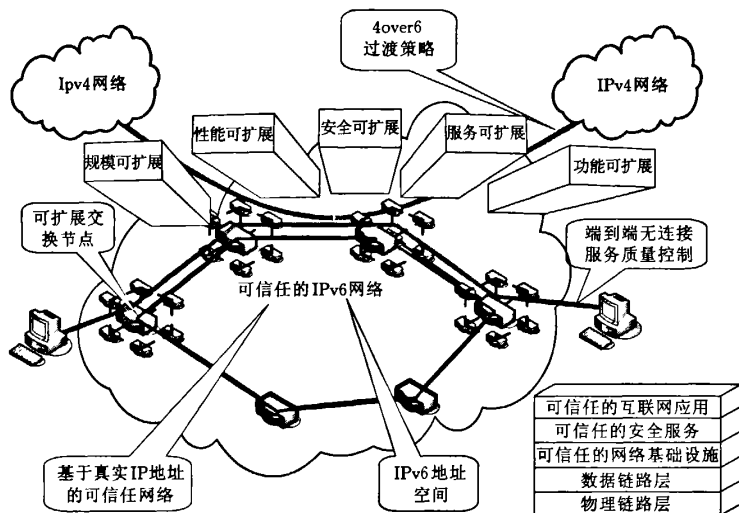 4over6
过渡策略
Ipv4网络
IPv4网络
安全可扩展
性能可扩展
服务可扩展
规模可扩展
功能可扩展
可扩展交
换节点
端到端无连接
服务质量控制
可信任的IPv6网络
基于真实IP地址
的可信任网络
IPv6地址
空间
可信任的互联网应用
可信任的安全服务
可信任的网络基础设施
数据链路层
物理链路层